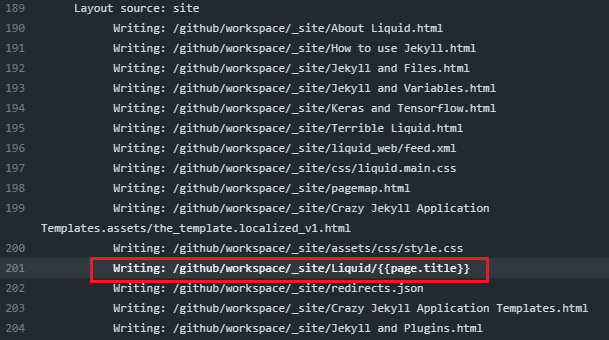 189 Layout source: site
190 Writing: /github/workspace/_site/About Liquid.html
191 Writing: /github/workspace/_site/How to use Jekyll.html
192 Writing: /github/workspace/_site/Jekyll and Files.html
193 Writing: /github/workspace/_site/Jekyll and Variables.html
194 Writing: /github/workspace/_site/Keras and Tensorflow.html
195 Writing: /github/workspace/_site/Terrible Liquid.html
196 Writing: /github/workspace/_site/liquid_web/feed.xml
197 Writing: /github/workspace/_site/css/liquid.main.css
198 Writing: /github/workspace/_site/pagemap.html
199 Writing: /github/workspace/_site/Crazy Jekyll Application
Templates.assets/the_template.localized_v1.html
200 Writing: /github/workspace/_site/assets/css/style.css
201 Writing: /github/workspace/_site/Liquid/{{page.title}}
202 Writing: /github/workspace/_site/redirects.json
203 Writing: /github/workspace/_site/Crazy Jekyll Application Templates.html
204 Writing: /github/workspace/_site/Jekyll and Plugins.html